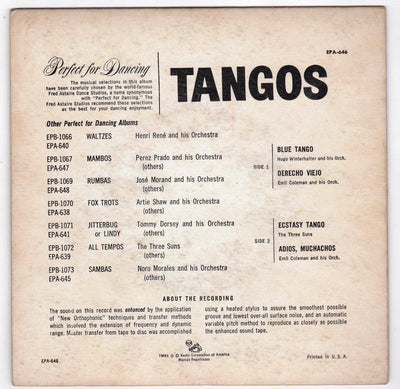 EPA-646
Perfect for Dancing
TANGOS
The musical selections in this album
have been carefully chosen by the world-famous
Fred Astaire Dance Studios, a name synonymous
with "Perfect for Dancing." The Fred Astaire
Studios recommend these selections
as the best for your dancing enjoyment.
Other Perfect for Dancing Albums
EPB-1066 WALTZES Henri René and his Orchestra
EPA-640
EPB-1067 MAMBOS Perez Prado and his Orchestra
EPA-647 (others)
EPB-1069 RUMBAS José Morand and his Orchestra
EPA-648 (others)
EPB-1070 FOX TROTS Artie Shaw and his Orchestra
EPA-638 (others)
EPB-1071 JITTERBUG Tommy Dorsey and his Orchestra
EPA-641 or LINDY (others)
EPB-1072 ALL TEMPOS The Three Suns
EPA-639 (others)
EPB-1073 SAMBAS Noro Morales and his Orchestra
EPA-645 (others)
SIDE 1
BLUE TANGO
Hugo Winterhalter and his Orch.
DERECHO VIEJO
Emil Coleman and his Orch.
SIDE 2
ECSTASY TANGO
The Three Suns
ADIOS, MUCHACHOS
Emil Coleman and his Orch.
ABOUT THE RECORDING
The sound on this record was enhanced by the application
of "New Orthophonic" techniques and transfer methods
which involved the extension of frequency and dynamic
range. Master transfer from tape to disc was accomplished
using a heated stylus to assure the smoothest possible
groove and lowest over-all surface noise, and an automatic
variable pitch method to reproduce as closely as possible
the enhanced sound tape.
EPA-646
TMKS ® © Radio Corporation of America
Marcas Registradas
Printed in U.S.A.